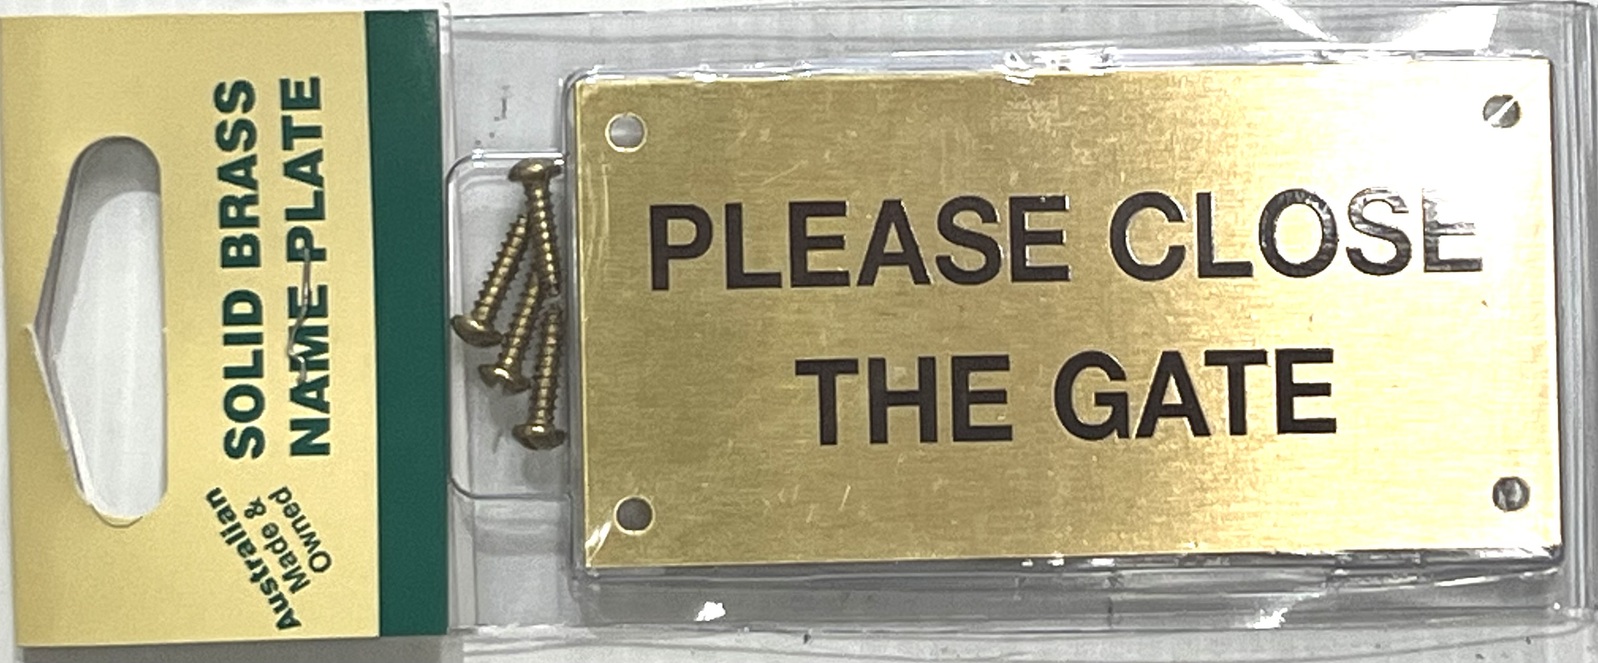 SOLID BRASS
NAME PLATE
Australian
Made &
Owned
PLEASE CLOSE
THE GATE